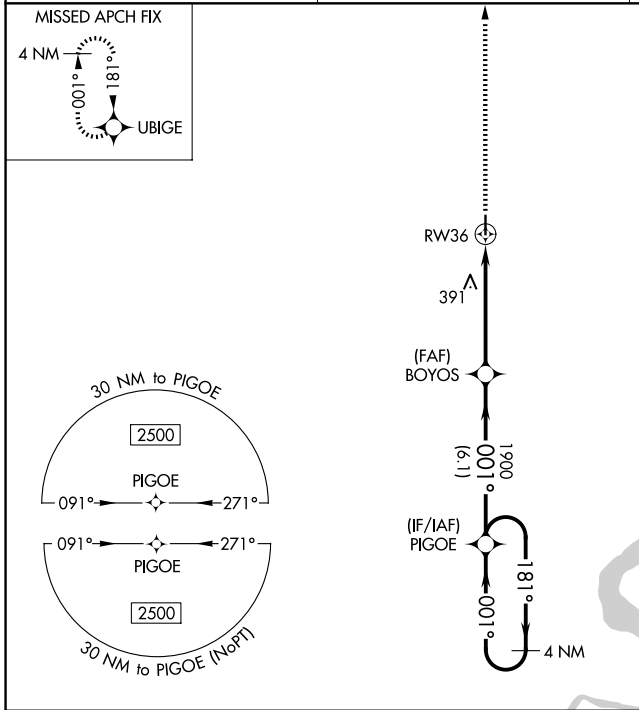 MISSED APCH FIX
4 NM
001°
181°
UBIGE
RW36
391
(FAF)
BOYOS
1900
001°
(6.1)
(IF/IAF)
PIGOE
181°
001°
4 NM
30 NM to PIGOE
2500
PIGOE
091°
271°
091°
271°
PIGOE
2500
30 NM to PIGOE (NoPT)